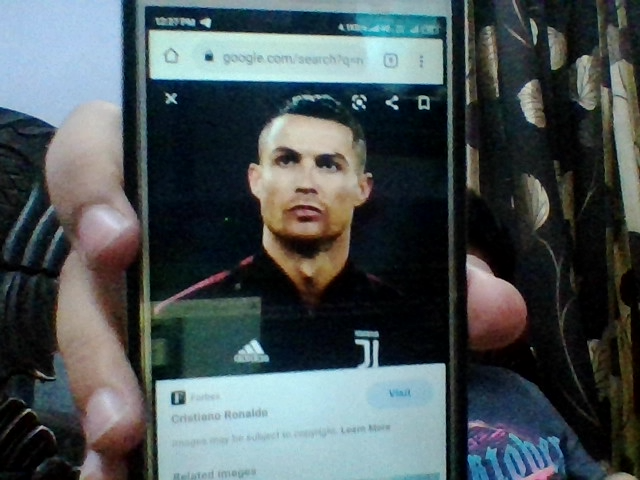 12:37 PM
google.com/search?q=n
Forbes
Visit
Cristiano Ronaldo
Images may be subject to copyright. Learn More
Related images